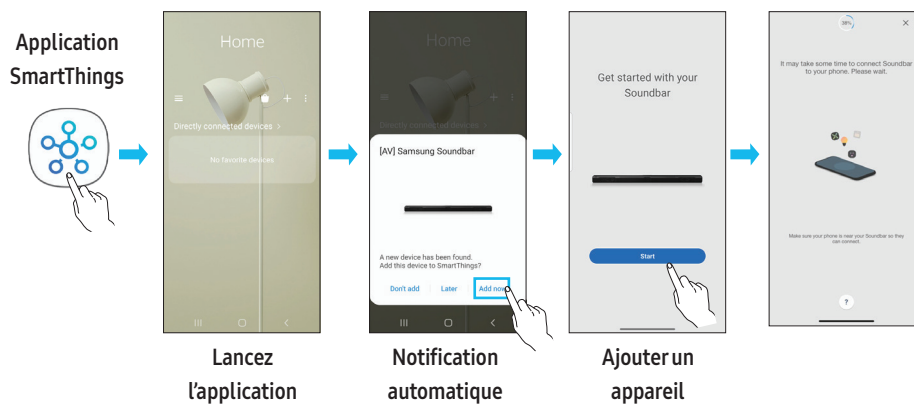 Application
SmartThings
Home
Directly connected devices >
No favorite devices
Lancez
l'application
Home
Directly connected devices >
[AV] Samsung Soundbar
A new device has been found.
Add this device to SmartThings?
Don't add
Later
Add now
Notification
automatique
Get started with your
Soundbar
Start
Ajouter un
appareil
39%
It may take some time to connect Soundbar
to your phone. Please wait.
Make sure your phone is near your Soundbar so they
can connect.
?